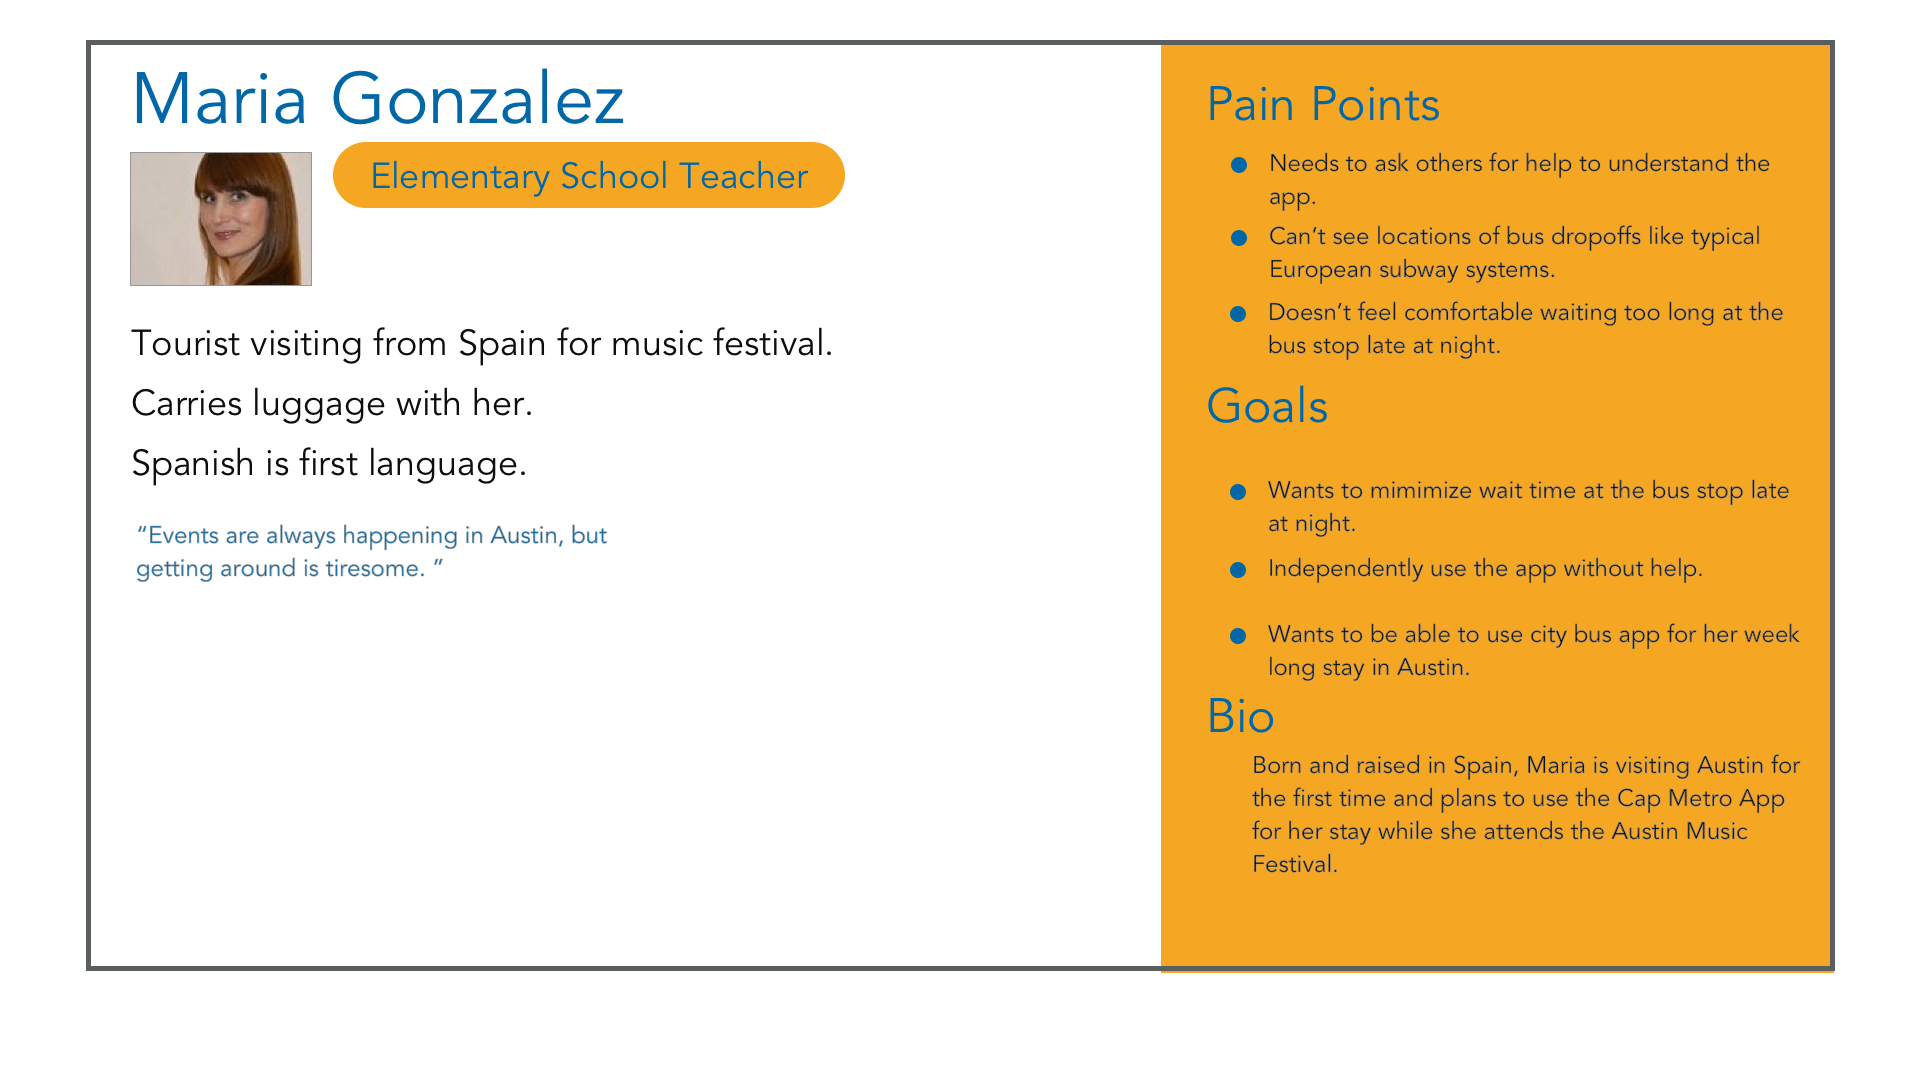 Maria Gonzalez
Elementary School Teacher
Tourist visiting from Spain for music festival.
Carries luggage with her.
Spanish is first language.
“Events are always happening in Austin, but
getting around is tiresome. ”
Pain Points
Needs to ask others for help to understand the
app.
Can’t see locations of bus dropoffs like typical
European subway systems.
Doesn’t feel comfortable waiting too long at the
bus stop late at night.
Goals
Wants to mimimize wait time at the bus stop late
at night.
Independently use the app without help.
Wants to be able to use city bus app for her week
long stay in Austin.
Bio
Born and raised in Spain, Maria is visiting Austin for
the first time and plans to use the Cap Metro App
for her stay while she attends the Austin Music
Festival.